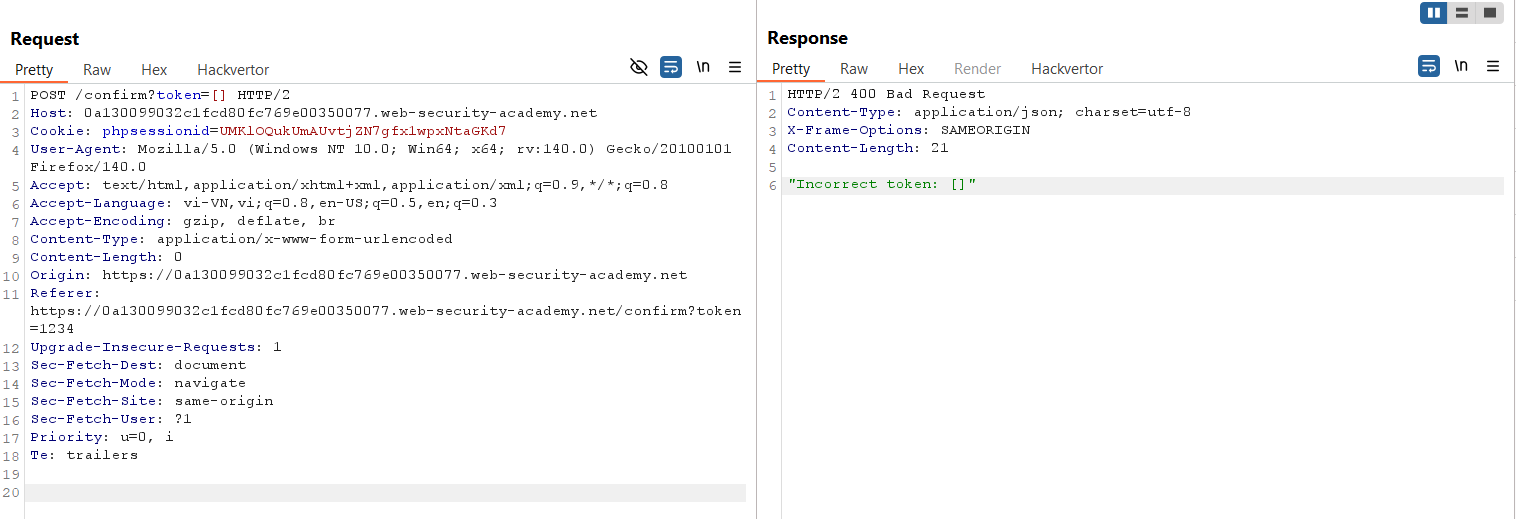 Request
Pretty Raw Hex Hackvertor
\n
1 POST /confirm?token=[] HTTP/2
2 Host: 0a130099032c1fcd80fc769e00350077.web-security-academy.net
3 Cookie: phpsessionid=UMKlOQukUmAUvtjZN7gfxlwpxNtaGKd7
4 User-Agent: Mozilla/5.0 (Windows NT 10.0; Win64; x64; rv:140.0) Gecko/20100101
Firefox/140.0
5 Accept: text/html,application/xhtml+xml,application/xml;q=0.9,*/*;q=0.8
6 Accept-Language: vi-VN,vi;q=0.8,en-US;q=0.5,en;q=0.3
7 Accept-Encoding: gzip, deflate, br
8 Content-Type: application/x-www-form-urlencoded
9 Content-Length: 0
10 Origin: https://0a130099032c1fcd80fc769e00350077.web-security-academy.net
11 Referer:
https://0a130099032c1fcd80fc769e00350077.web-security-academy.net/confirm?token
=1234
12 Upgrade-Insecure-Requests: 1
13 Sec-Fetch-Dest: document
14 Sec-Fetch-Mode: navigate
15 Sec-Fetch-Site: same-origin
16 Sec-Fetch-User: ?1
17 Priority: u=0, i
18 Te: trailers
19
20
Response
Pretty Raw Hex Render Hackvertor
\n
1 HTTP/2 400 Bad Request
2 Content-Type: application/json; charset=utf-8
3 X-Frame-Options: SAMEORIGIN
4 Content-Length: 21
5
6 "Incorrect token: []"